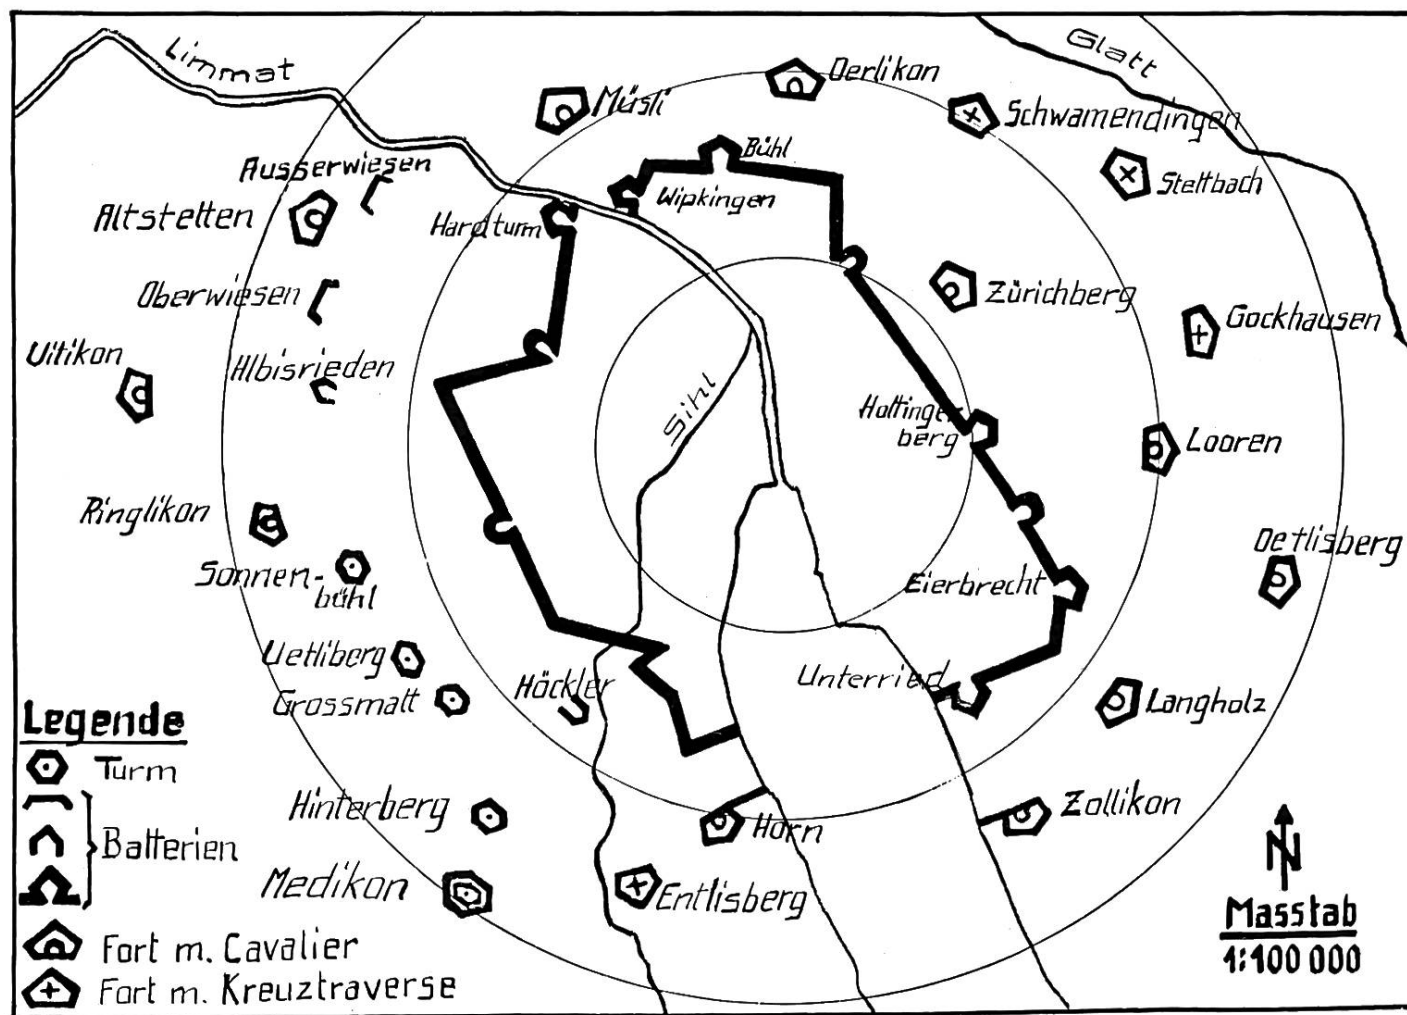 Limmat
Glatt
Oerlikon
Müsli
Schwamendingen
Bühl
Ausserwiesen
Stettbach
Altstetten
Wipkingen
Hardturm
Oberwiesen
Zürichberg
Gockhausen
Uitikon
Albisrieden
Sihl
Hottinger
berg
Looren
Ringlikon
Oetlisberg
Sonnen-
bühl
Eierbrecht
Uetliberg
Höckler
Unterried
Grossmatt
Langholz
Legende
Turm
Batterien
Fort m. Cavalier
Fort m. Kreuztraverse
Hinterberg
Horn
Zollikon
Medikon
Entlisberg
N
Masstab
1:100 000